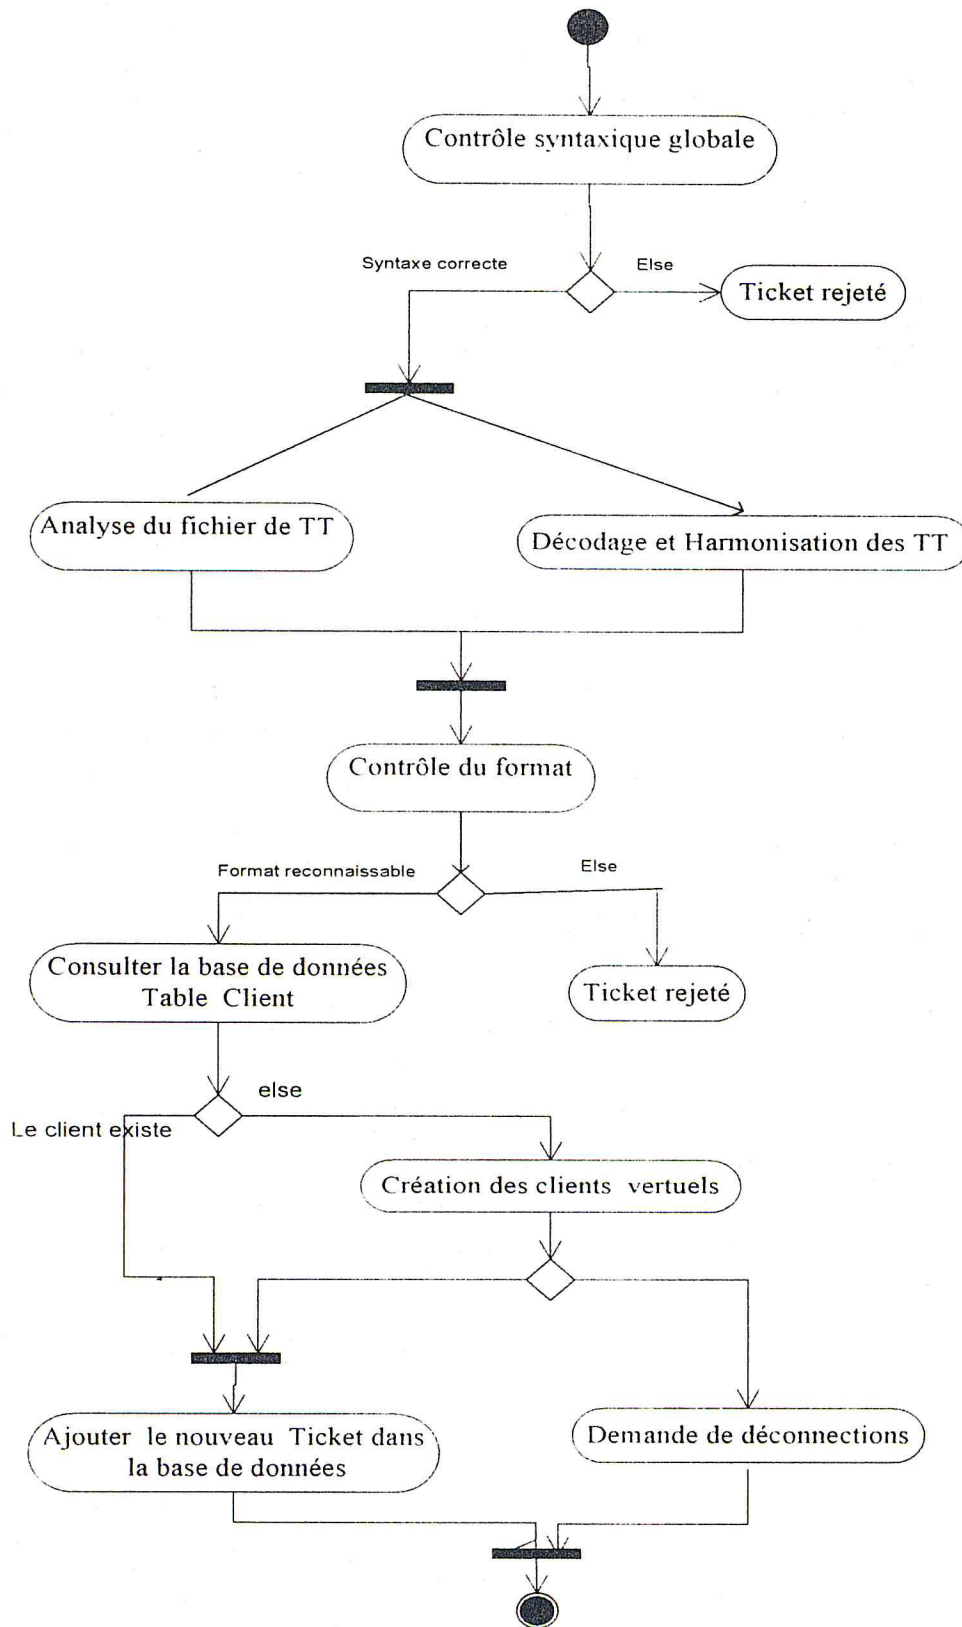 Contrôle syntaxique globale
Syntaxe correcte
Else
Ticket rejeté
Analyse du fichier de TT
Décodage et Harmonisation des TT
Contrôle du format
Format reconnaissable
Else
Consulter la base de données
Table Client
Ticket rejeté
else
Le client existe
Création des clients vertuels
Ajouter le nouveau Ticket dans
la base de données
Demande de déconnections